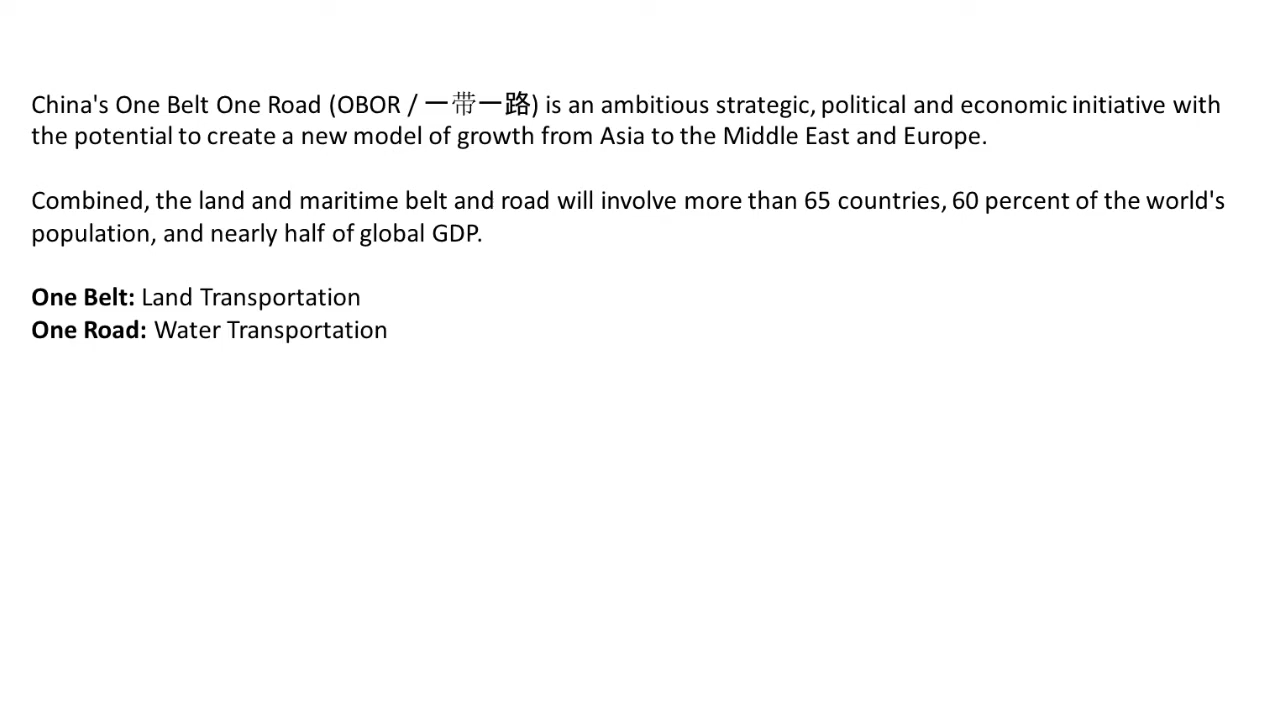 China's One Belt One Road (OBOR / 一带一路) is an ambitious strategic, political and economic initiative with
the potential to create a new model of growth from Asia to the Middle East and Europe.
Combined, the land and maritime belt and road will involve more than 65 countries, 60 percent of the world's
population, and nearly half of global GDP.
One Belt: Land Transportation
One Road: Water Transportation